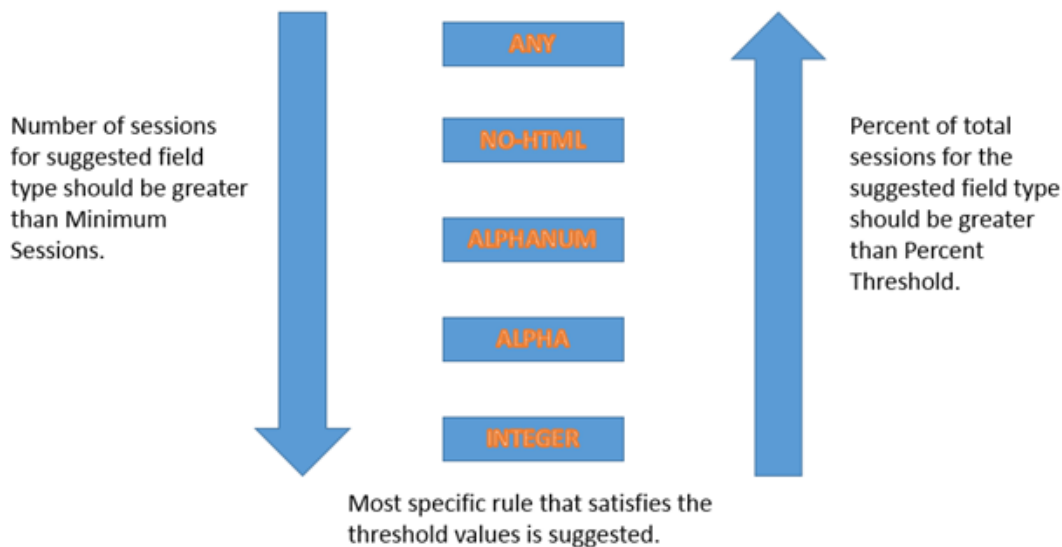 ANY
Number of sessions
for suggested field
type should be greater
than Minimum
Sessions.
NO-HTML
ALPHANUM
ALPHA
INTEGER
Percent of total
sessions for the
suggested field type
should be greater
than Percent
Threshold.
Most specific rule that satisfies the
threshold values is suggested.